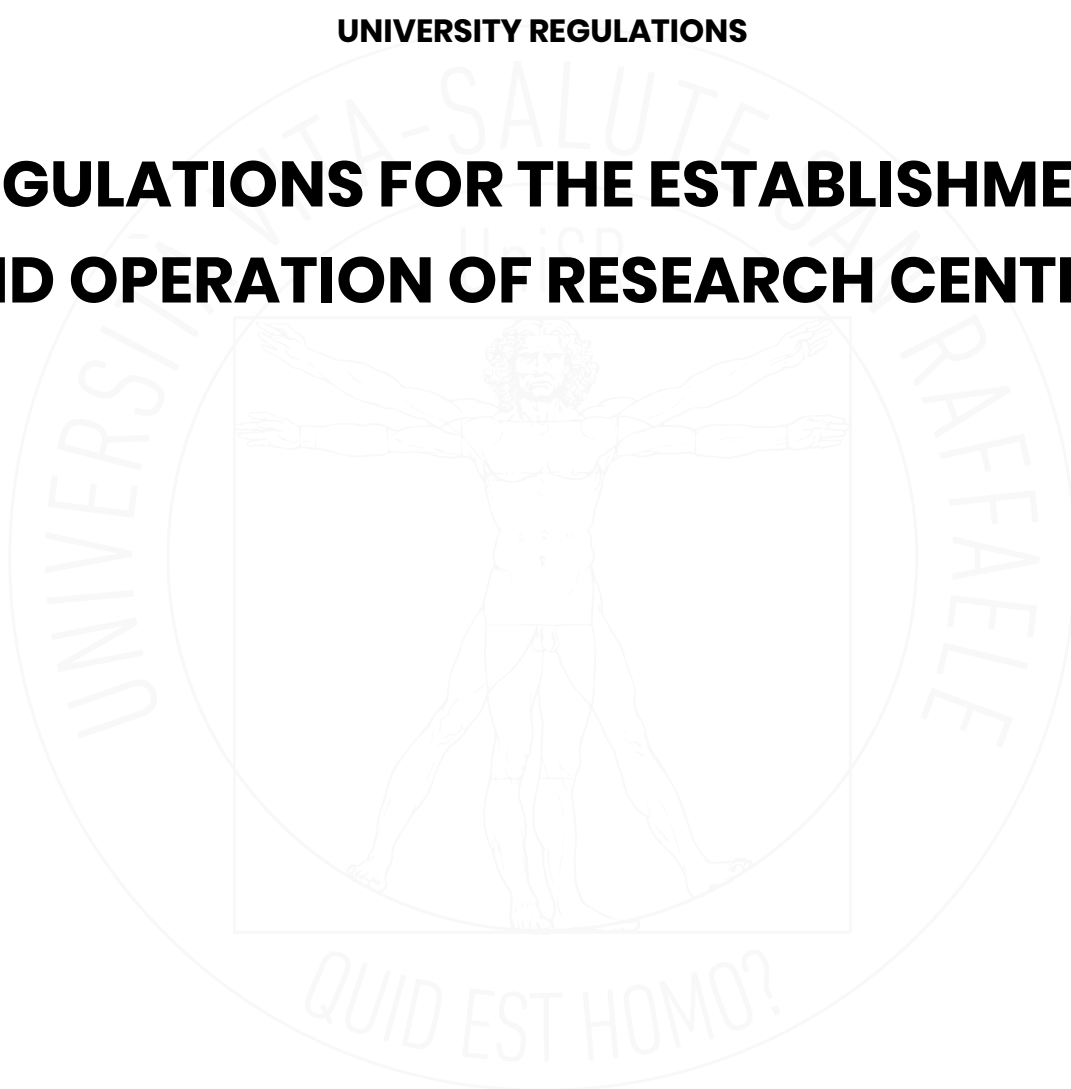 UNIVERSITY REGULATIONS
GULATIONS FOR THE ESTABLISHME
D OPERATION OF RESEARCH CENT
UNIVERSITÀ VITA-SALUTE SAN RAFFAELE
UniSR
QUID EST HOMO?